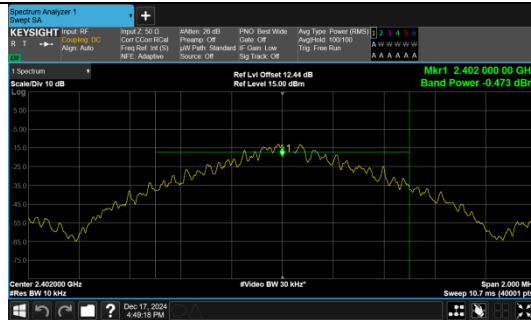 Spectrum Analyzer 1
Swept SA
KEYSIGHT Input: RF Input Z: 50 Ω #Atten: 26 dB PNO: Best Wide Avg Type: Power (RMS) 1 2 3 4 5 6
R T Coupling: DC Corr CCorr RCal Preamp: Off Gate: Off Avg|Hold: 100/100 A W W W W W
Align: Auto Freq Ref: Int (S) µW Path: Standard IF Gain: Low Trig: Free Run A A A A A A
NFE: Adaptive Source: Off Sig Track: Off
1 Spectrum
Ref Lvl Offset 12.44 dB Mkr1 2.402 000 00 GH
Scale/Div 10 dB Ref Level 15.00 dBm Band Power -0.473 dBr
Log
5.00
-5.00
-15.0
-25.0
-35.0
-45.0
-55.0
-65.0
-75.0
1
Center 2.402000 GHz #Video BW 30 kHz* Span 2.000 MH
#Res BW 10 kHz Sweep 10.7 ms (40001 pts
Dec 17, 2024
4:49:18 PM